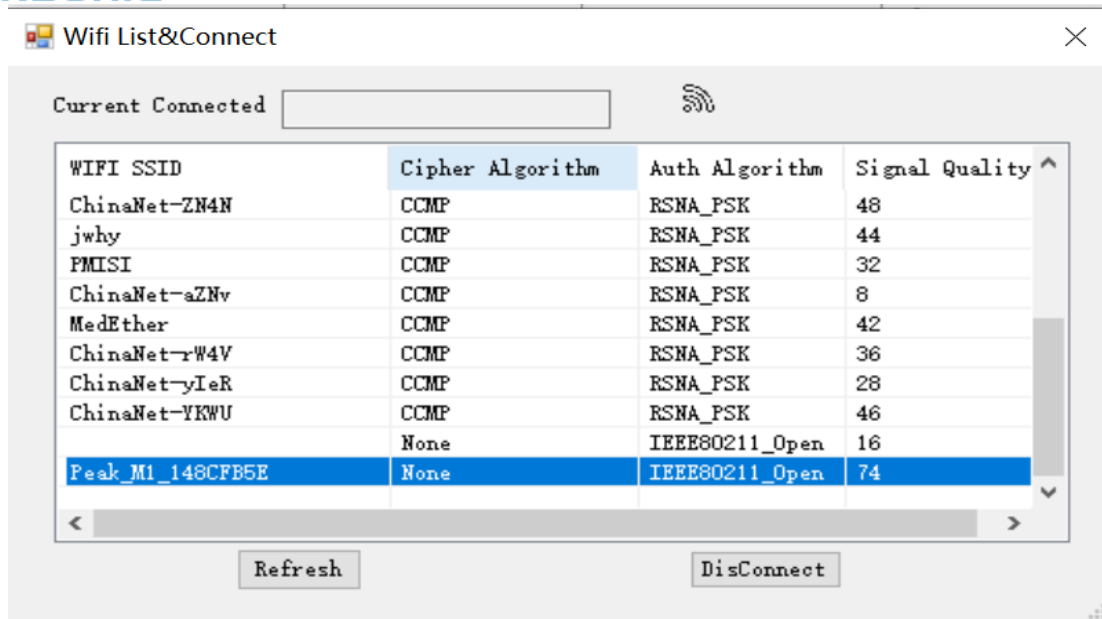 Wifi List&Connect
Current Connected
WIFI SSID Cipher Algorithm Auth Algorithm Signal Quality
ChinaNet-ZN4N CCMP RSNA_PSK 48
jwhy CCMP RSNA_PSK 44
PMISI CCMP RSNA_PSK 32
ChinaNet-aZNv CCMP RSNA_PSK 8
MedEther CCMP RSNA_PSK 42
ChinaNet-rW4V CCMP RSNA_PSK 36
ChinaNet-yIeR CCMP RSNA_PSK 28
ChinaNet-YKWU CCMP RSNA_PSK 46
None IEEE80211_Open 16
Peak_M1_148CFB5E None IEEE80211_Open 74
Refresh DisConnect